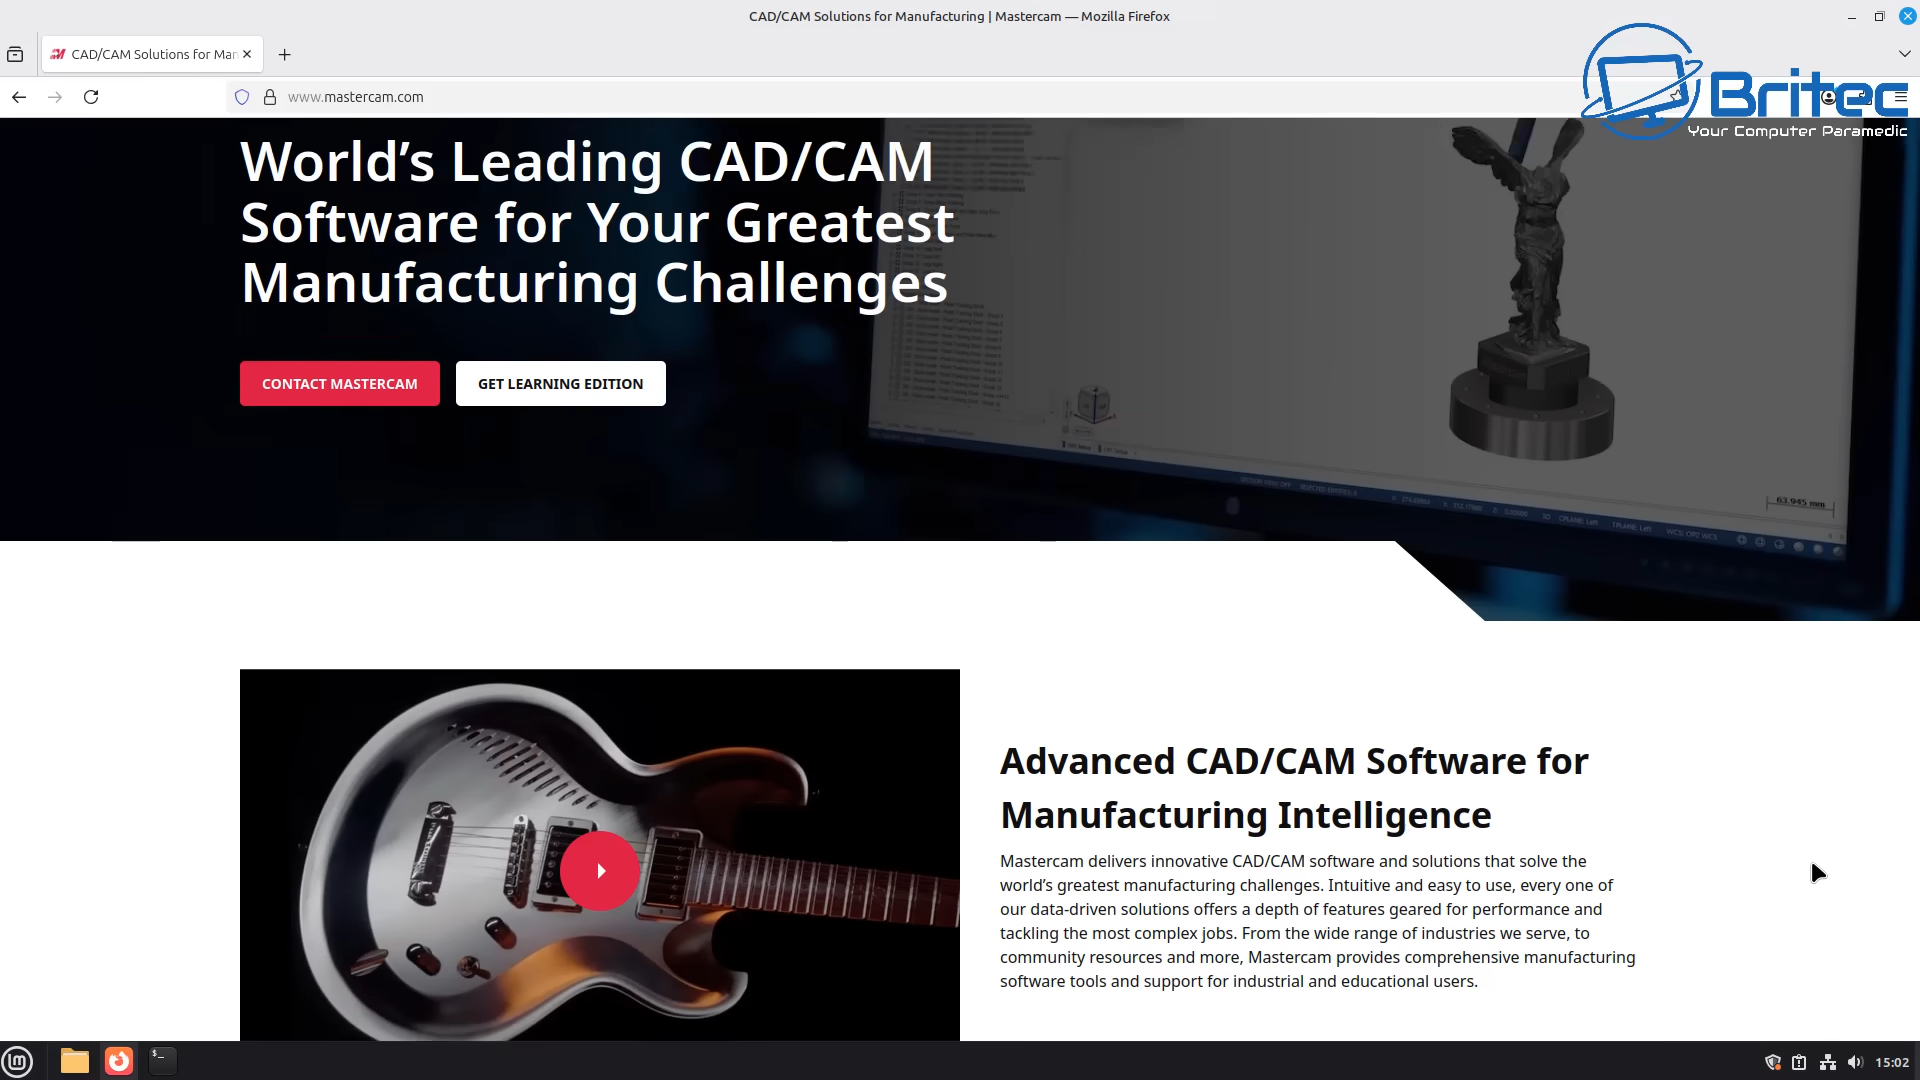 CAD/CAM Solutions for Manufacturing | Mastercam — Mozilla Firefox
CAD/CAM Solutions for Man
www.mastercam.com
Britec
Your Computer Paramedic
World’s Leading CAD/CAM
Software for Your Greatest
Manufacturing Challenges
CONTACT MASTERCAM
GET LEARNING EDITION
63.945 mm
Advanced CAD/CAM Software for
Manufacturing Intelligence
Mastercam delivers innovative CAD/CAM software and solutions that solve the
world’s greatest manufacturing challenges. Intuitive and easy to use, every one of
our data-driven solutions offers a depth of features geared for performance and
tackling the most complex jobs. From the wide range of industries we serve, to
community resources and more, Mastercam provides comprehensive manufacturing
software tools and support for industrial and educational users.
15:02